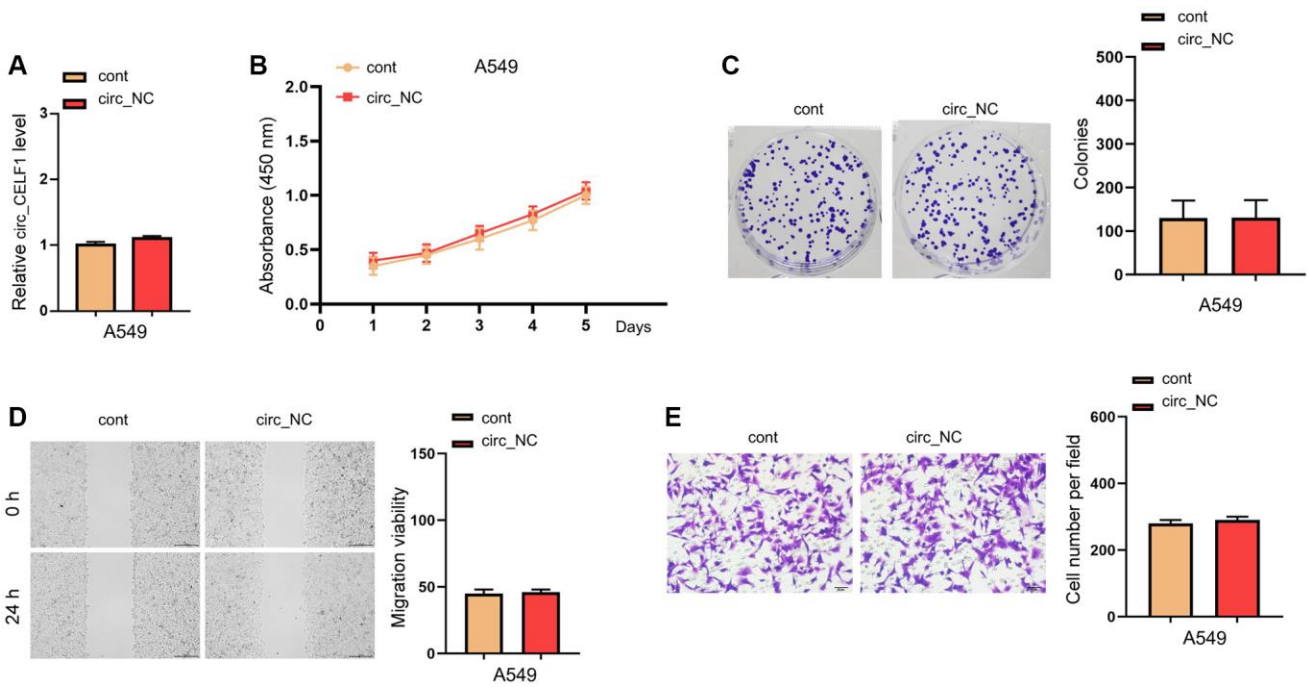 A
cont
circ_NC
Relative circ_CELF1 level
3
2
1
0
A549
B
A549
cont
circ_NC
Absorbance (450 nm)
2.0
1.5
1.0
0.5
0.0
0 1 2 3 4 5 Days
C
cont circ_NC
cont
circ_NC
Colonies
500
400
300
200
100
0
A549
D
cont circ_NC
0 h
24 h
cont
circ_NC
Migration viability
150
100
50
0
A549
E
cont circ_NC
cont
circ_NC
Cell number per field
600
400
200
0
A549